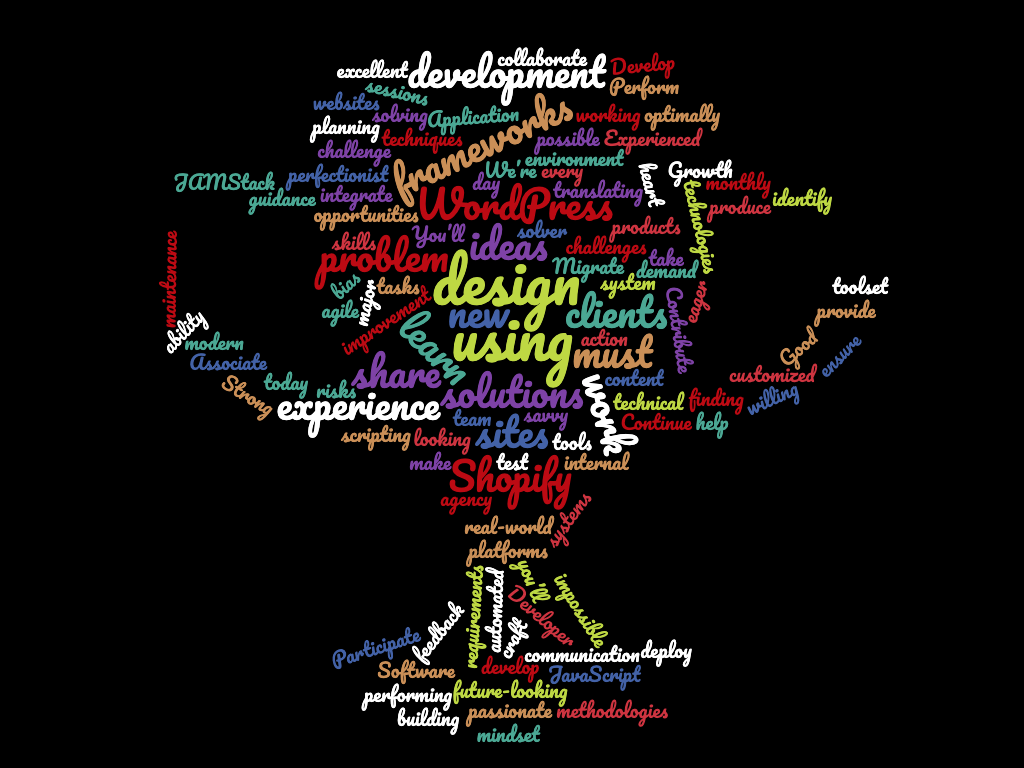 collaborate
excellent development Develop
sessions Perform
websites solving Application frameworks working optimally
planning techniques possible Experienced
challenge We're environment
JAMStack perfectionist day every heart Growth monthly
guidance integrate translating technologies produce identify
opportunities WordPress
skills You'll solver products
problem ideas challenges take
bias Migrate demand
major tasks design system eager toolset
maintenance agile improvement new clients Contribute provide
ability modern learn using action Good ensure
Associate must
Strong today risks share solutions content customized
experience work technical finding willing
team savvy Continue help
scripting looking sites tools
make test internal
Shopify
agency
real-world systems
platforms
requirements automated you'll impossible
Developer
Participate feedback craft
communication deploy
Software develop JavaScript
performing future-looking
building passionate methodologies
mindset